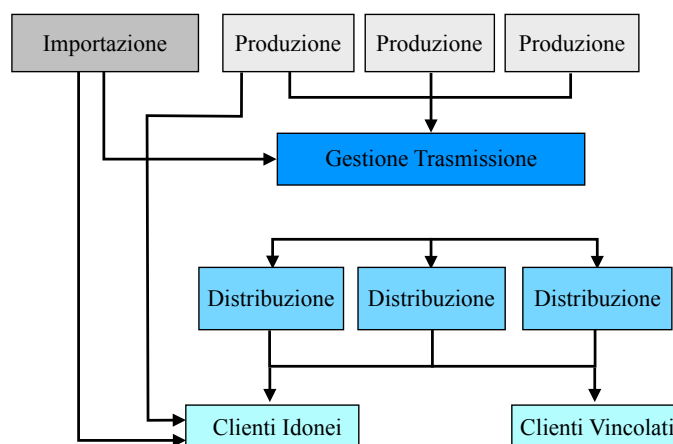 Importazione
Produzione
Produzione
Produzione
Gestione Trasmissione
Distribuzione
Distribuzione
Distribuzione
Clienti Idonei
Clienti Vincolati